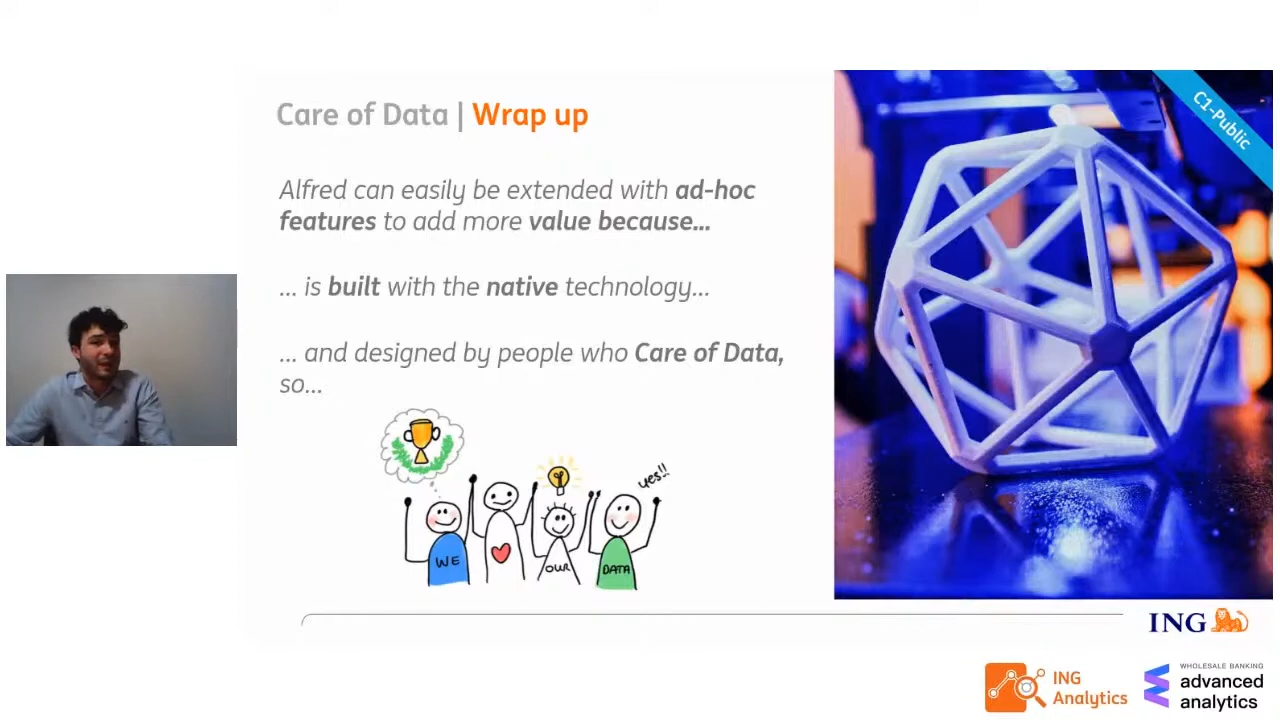 Care of Data | Wrap up
C1-Public
Alfred can easily be extended with ad-hoc
features to add more value because...
... is built with the native technology...
... and designed by people who Care of Data,
so...
yes!!
WE
OUR
DATA
ING
ING
Analytics
WHOLESALE BANKING
advanced
analytics